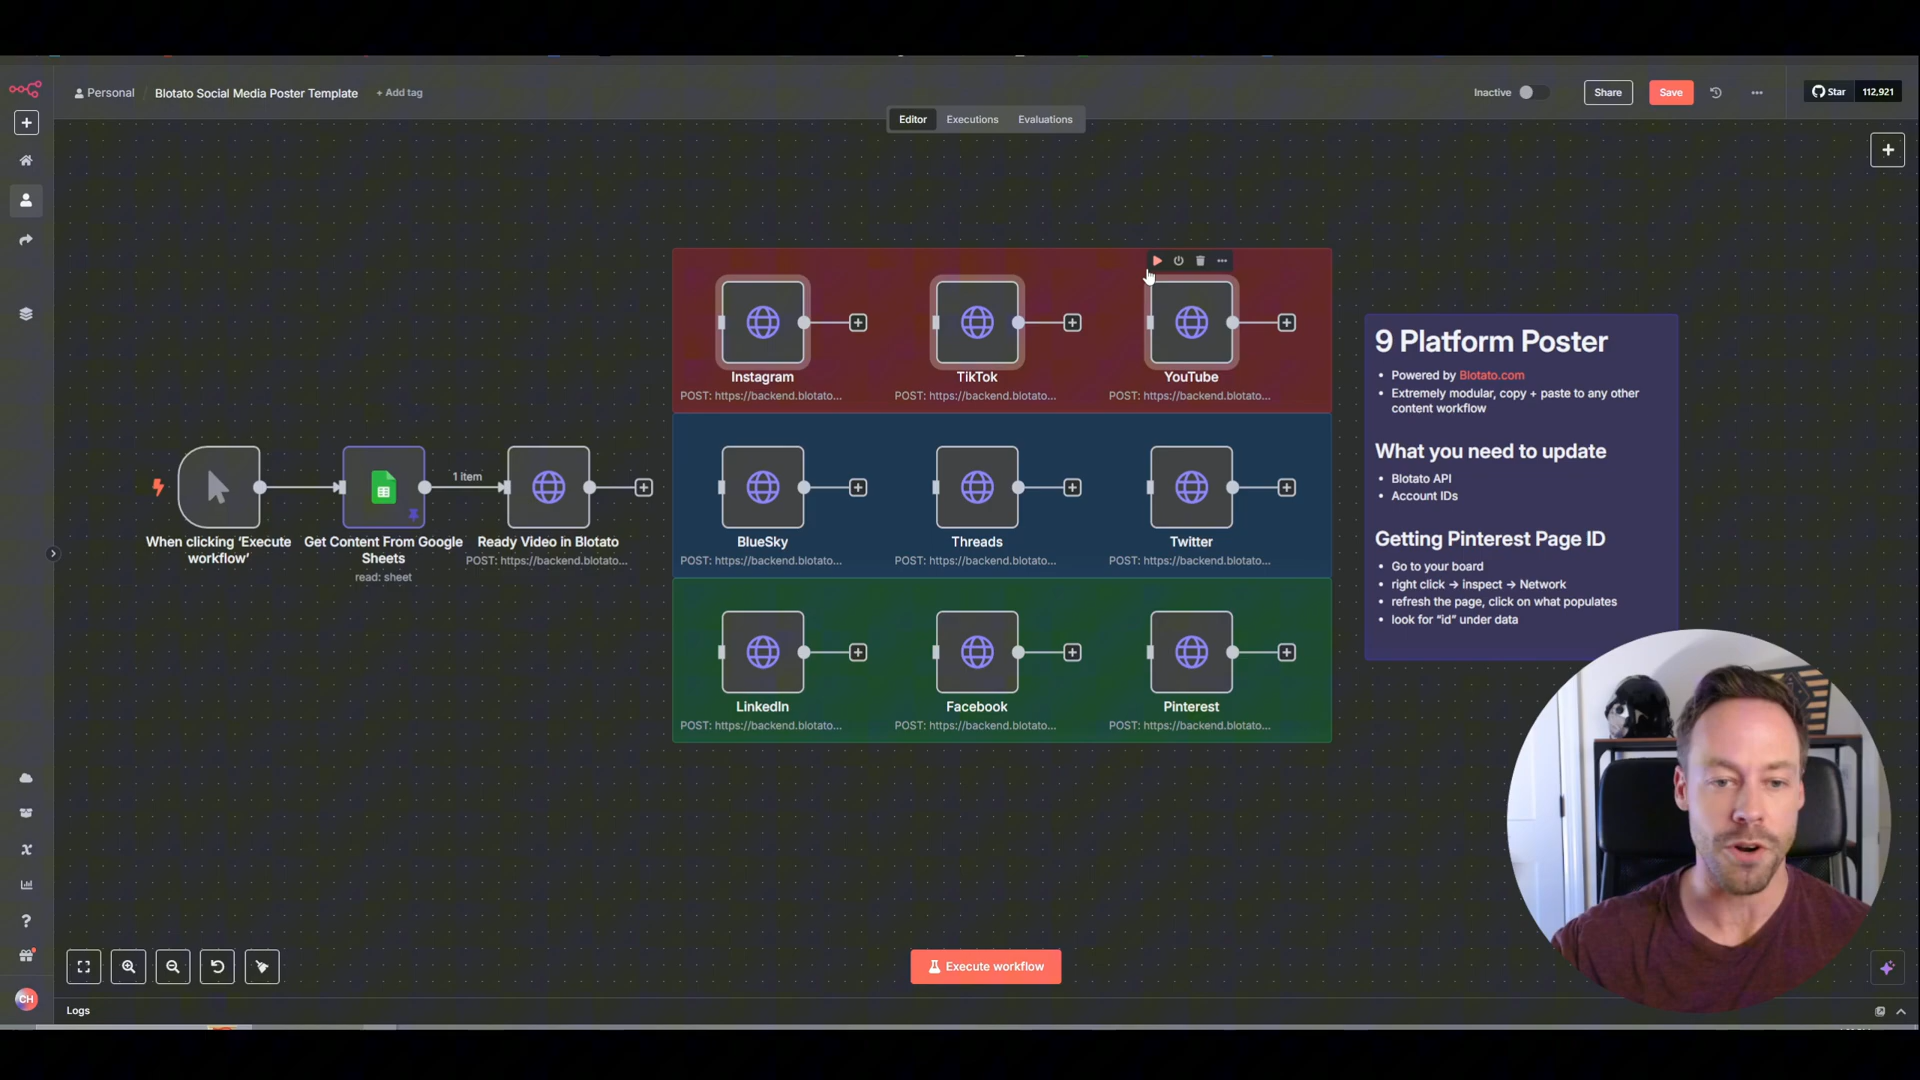 Personal / Blotato Social Media Poster Template + Add tag
Inactive
Share
Save
Star 112,921
Editor Executions Evaluations
Instagram
POST: https://backend.blotato...
TikTok
POST: https://backend.blotato...
YouTube
POST: https://backend.blotato...
When clicking ‘Execute
workflow’
Get Content From Google
Sheets
read: sheet
1 item
Ready Video in Blotato
POST: https://backend.blotato...
BlueSky
POST: https://backend.blotato...
Threads
POST: https://backend.blotato...
Twitter
POST: https://backend.blotato...
LinkedIn
POST: https://backend.blotato...
Facebook
POST: https://backend.blotato...
Pinterest
POST: https://backend.blotato...
9 Platform Poster
• Powered by Blotato.com
• Extremely modular, copy + paste to any other
content workflow
What you need to update
• Blotato API
• Account IDs
Getting Pinterest Page ID
• Go to your board
• right click → inspect → Network
• refresh the page, click on what populates
• look for “id” under data
Execute workflow
CH
Logs